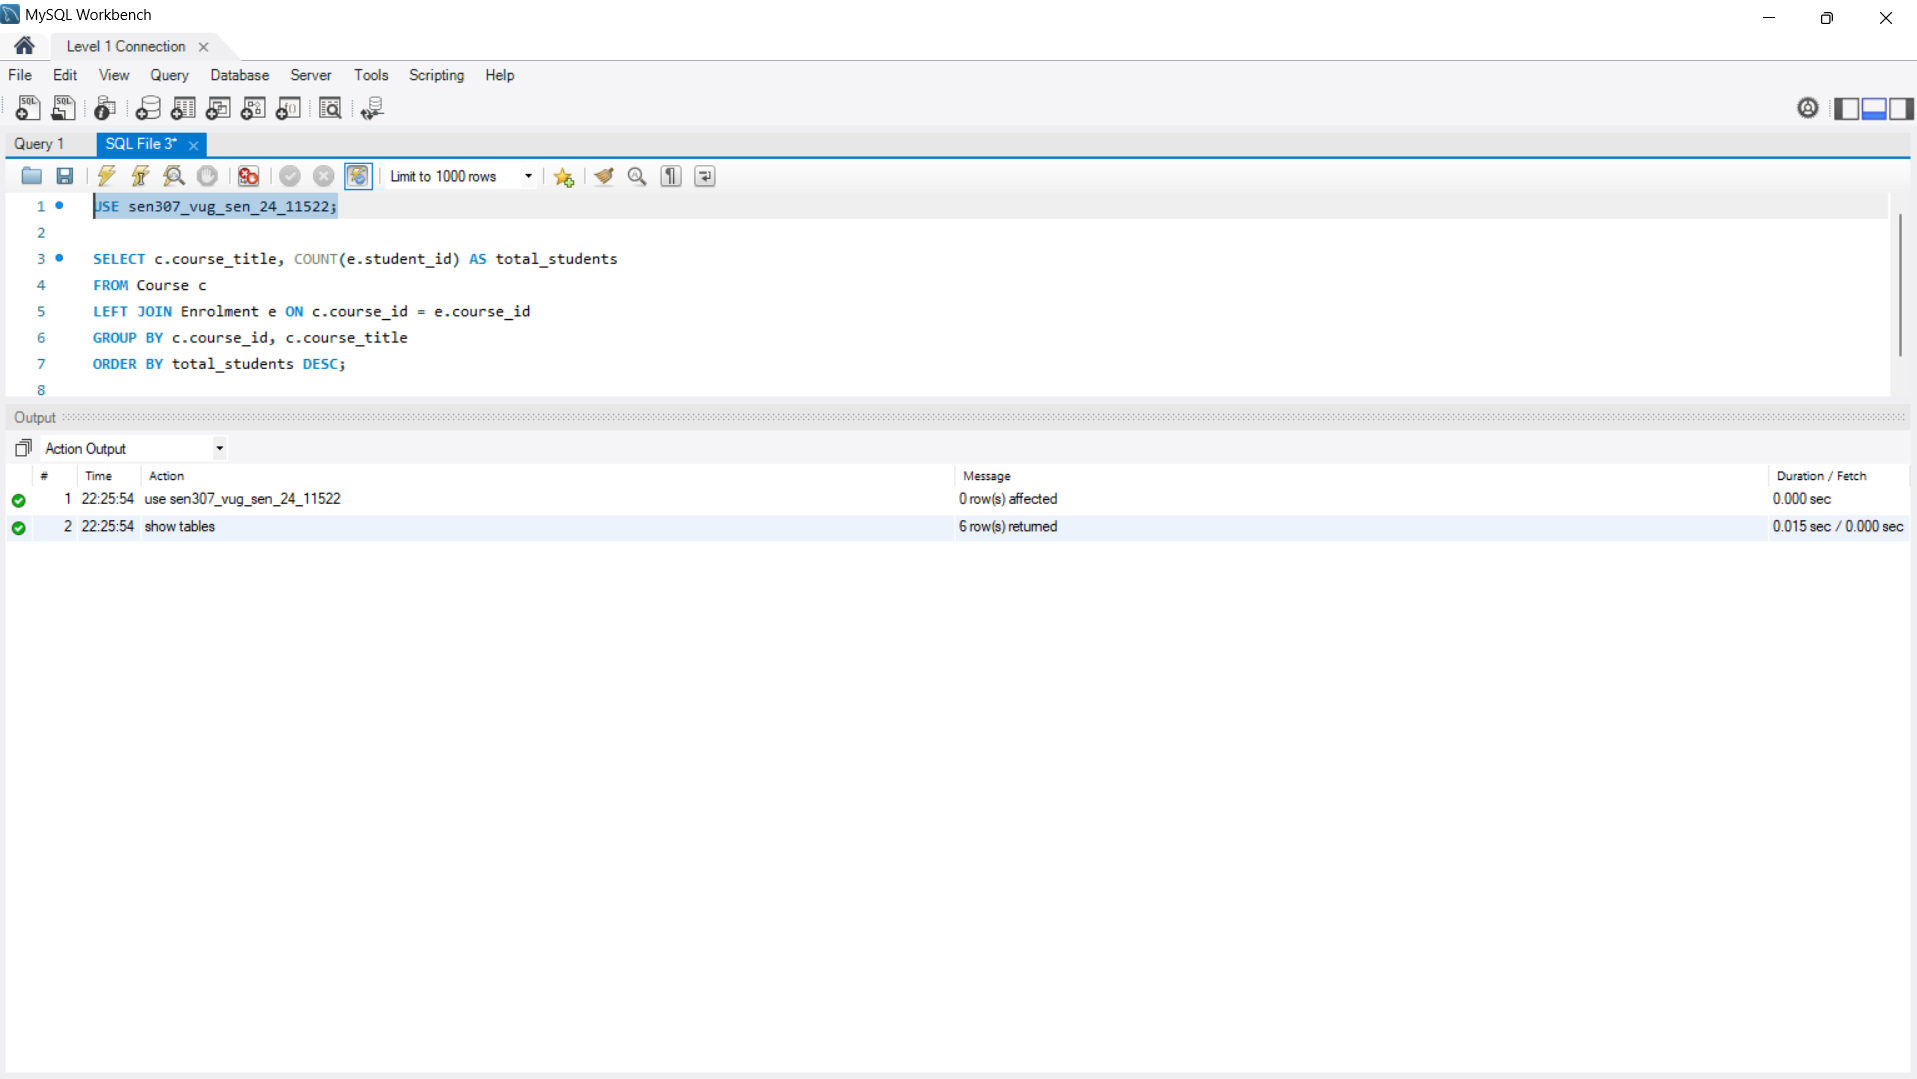 MySQL Workbench
Level 1 Connection
File Edit View Query Database Server Tools Scripting Help
Query 1 SQL File 3*
Limit to 1000 rows
1 USE sen307_vug_sen_24_11522;
2
3 SELECT c.course_title, COUNT(e.student_id) AS total_students
4 FROM Course c
5 LEFT JOIN Enrolment e ON c.course_id = e.course_id
6 GROUP BY c.course_id, c.course_title
7 ORDER BY total_students DESC;
8
Output
Action Output
# Time Action Message Duration / Fetch
1 22:25:54 use sen307_vug_sen_24_11522 0 row(s) affected 0.000 sec
2 22:25:54 show tables 6 row(s) returned 0.015 sec / 0.000 sec